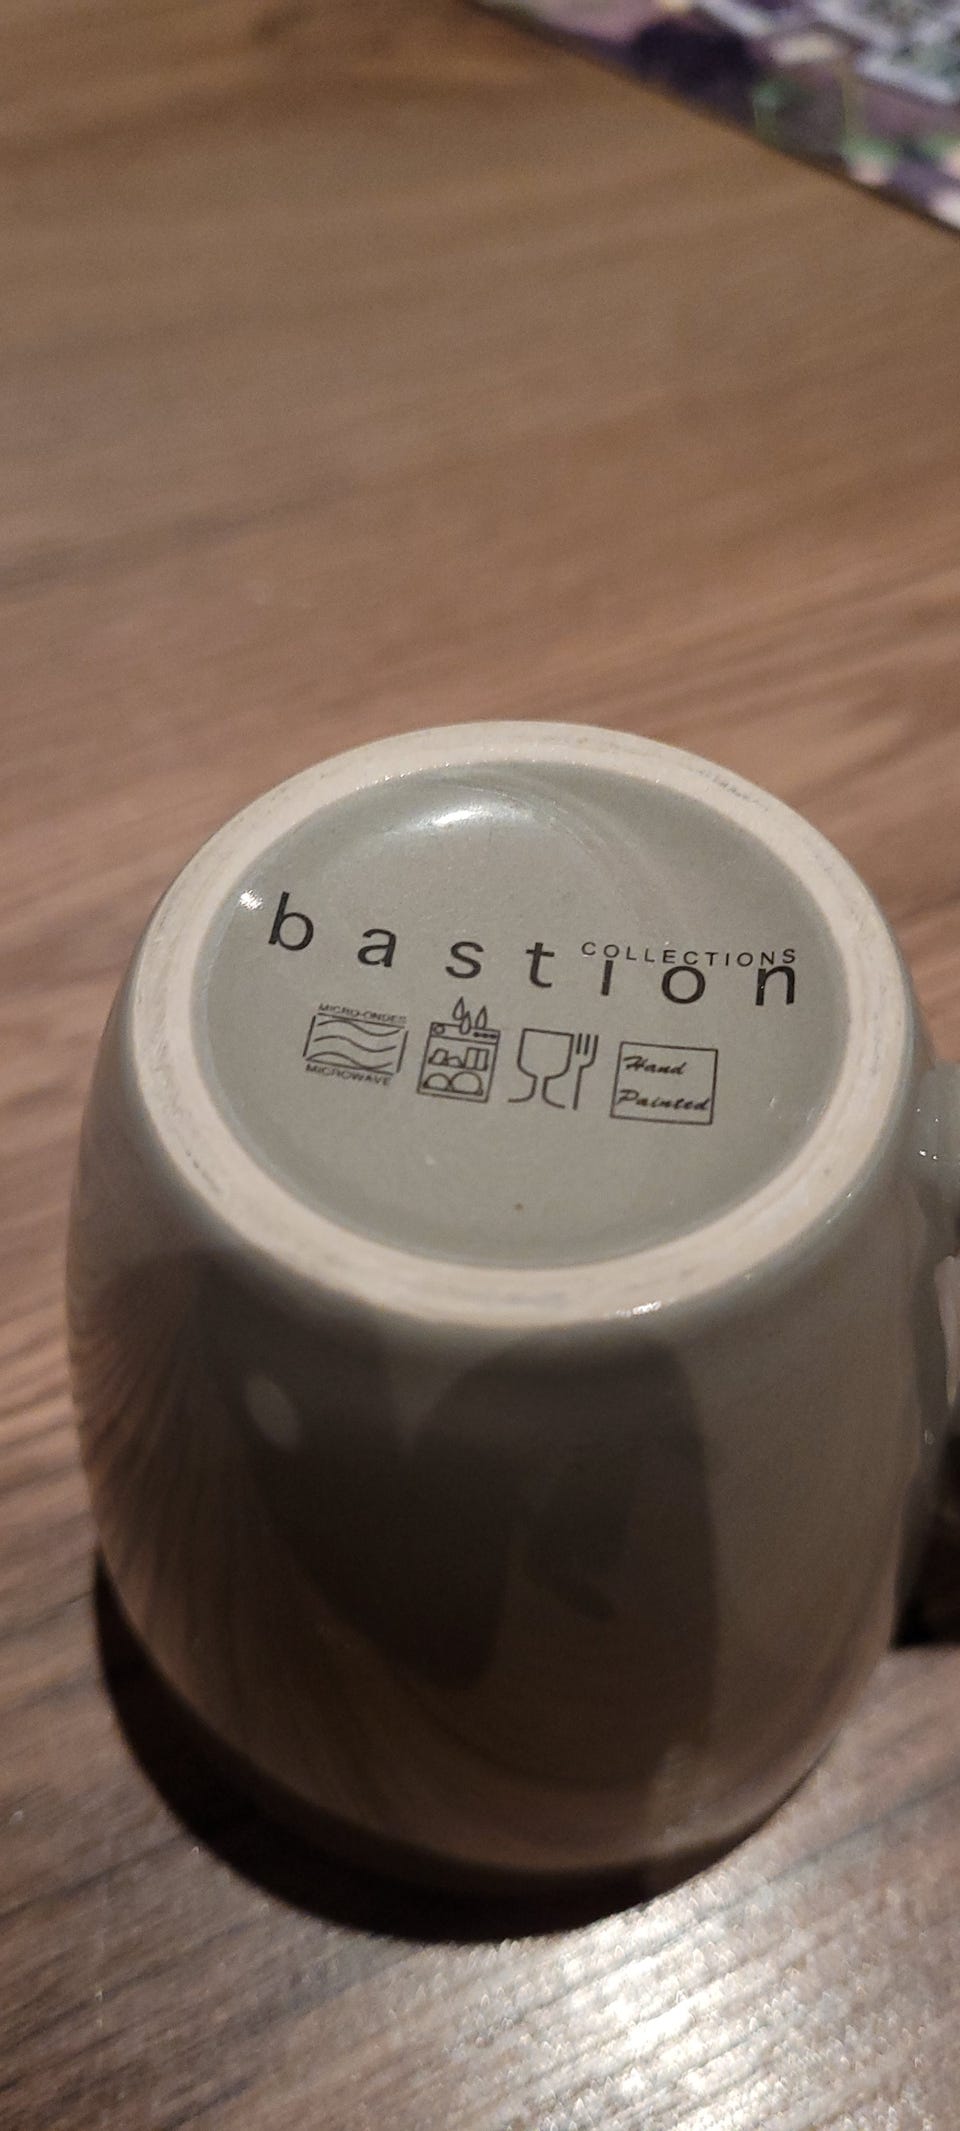 COLLECTIONS
bastion
MICRO-ONDES
MICROWAVE
Hand
Painted